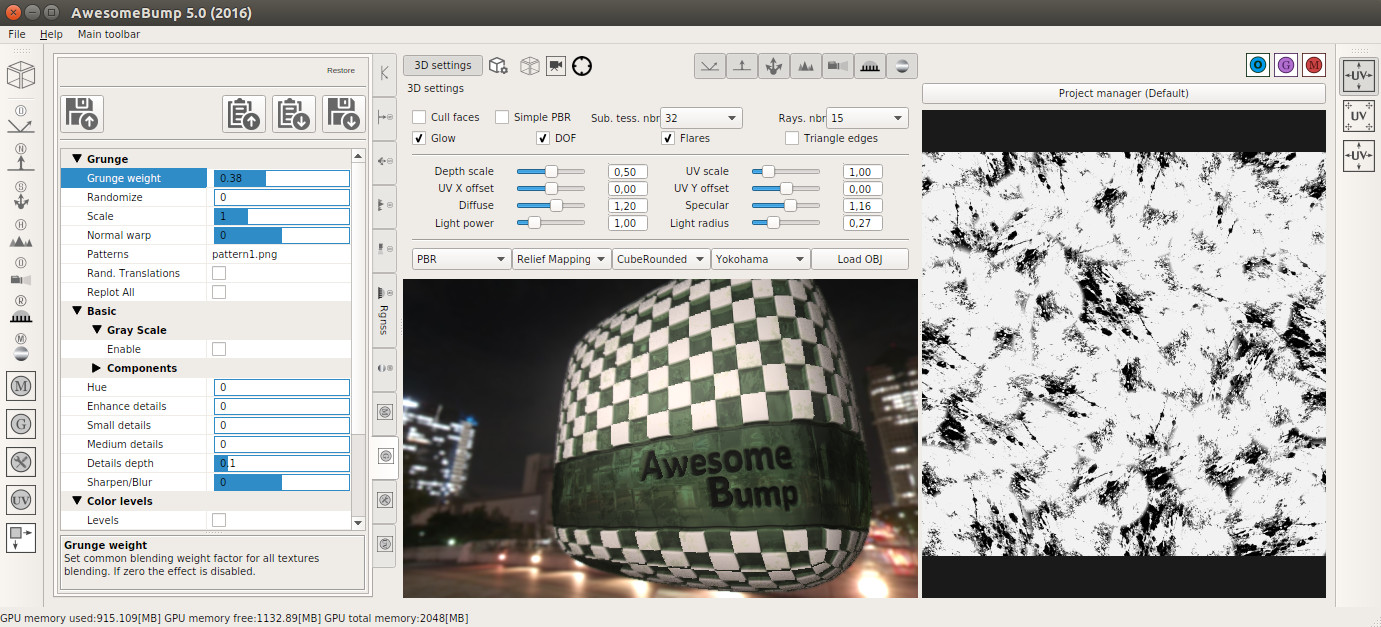 AwesomeBump 5.0 (2016)
File Help Main toolbar
Restore
Grunge
Grunge weight 0.38
Randomize 0
Scale 1
Normal warp 0
Patterns pattern1.png
Rand. Translations
Replot All
Basic
Gray Scale
Enable
Components
Hue 0
Enhance details 0
Small details 0
Medium details 0
Details depth 0.1
Sharpen/Blur 0
Color levels
Levels
Grunge weight
Set common blending weight factor for all textures
blending. If zero the effect is disabled.
Rgnss
3D settings
3D settings
Cull faces Simple PBR Sub. tess. nbr 32 Rays. nbr 15
Glow DOF Flares Triangle edges
Depth scale 0,50 UV scale 1,00
UV X offset 0,00 UV Y offset 0,00
Diffuse 1,20 Specular 1,16
Light power 1,00 Light radius 0,27
PBR Relief Mapping CubeRounded Yokohama Load OBJ
Awesome
Bump
O G M
Project manager (Default)
M
G
UV
UV
UV
UV
GPU memory used:915.109[MB] GPU memory free:1132.89[MB] GPU total memory:2048[MB]